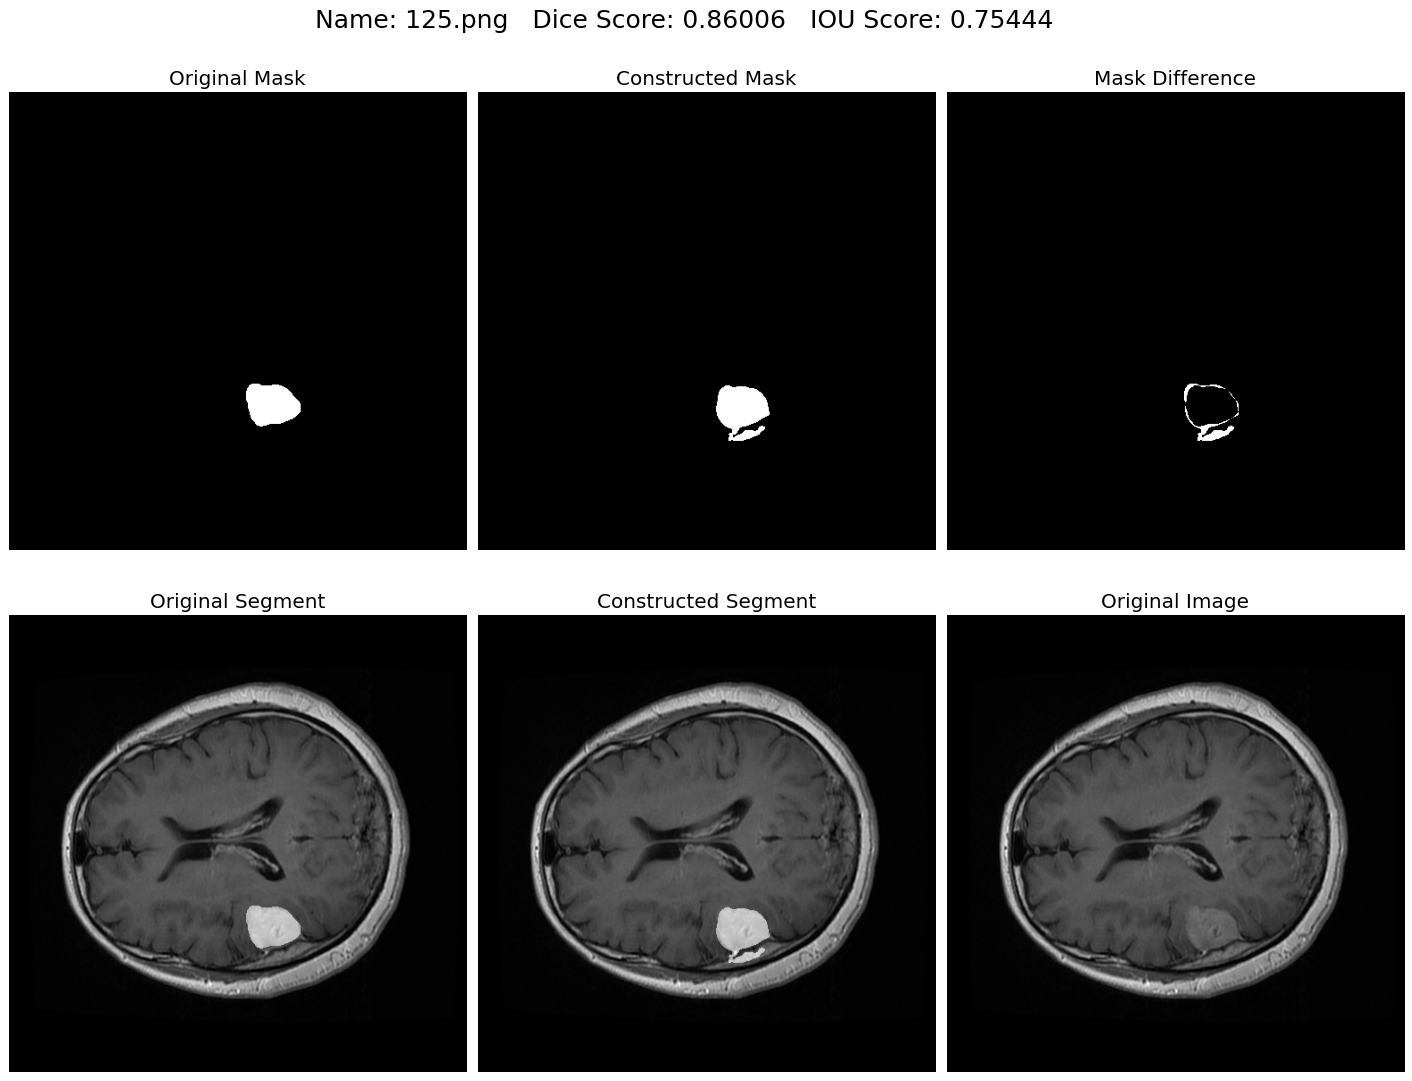 Name: 125.png   Dice Score: 0.86006   IOU Score: 0.75444
Original Mask
Constructed Mask
Mask Difference
Original Segment
Constructed Segment
Original Image